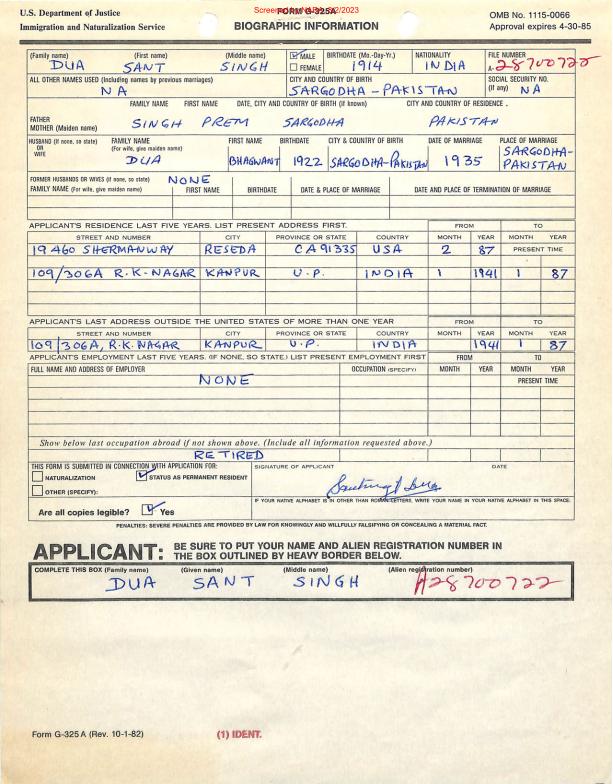 U.S. Department of Justice
Immigration and Naturalization Service
FORM G-325A
BIOGRAPHIC INFORMATION
OMB No. 1115-0066
Approval expires 4-30-85
(Family name) (First name) (Middle name) MALE FEMALE BIRTHDATE (Mo.-Day-Yr.) NATIONALITY FILE NUMBER
DUA SANT SINGH 1914 INDIA A-28700722
ALL OTHER NAMES USED (Including names by previous marriages) CITY AND COUNTRY OF BIRTH SOCIAL SECURITY NO. (If any)
NA SARGODHA-PAKISTAN NA
FAMILY NAME FIRST NAME DATE, CITY AND COUNTRY OF BIRTH (If known) CITY AND COUNTRY OF RESIDENCE.
FATHER
MOTHER (Maiden name)
SINGH PREM SARGODHA PAKISTAN
HUSBAND (If none, so state) OR WIFE FAMILY NAME (For wife, give maiden name) FIRST NAME BIRTHDATE CITY & COUNTRY OF BIRTH DATE OF MARRIAGE PLACE OF MARRIAGE
DUA BHAGWANT 1922 SARGODHA-PAKISTAN 1935 SARGODHA-PAKISTAN
FORMER HUSBANDS OR WIVES (if none, so state) NONE
FAMILY NAME (For wife, give maiden name) FIRST NAME BIRTHDATE DATE & PLACE OF MARRIAGE DATE AND PLACE OF TERMINATION OF MARRIAGE
APPLICANT'S RESIDENCE LAST FIVE YEARS. LIST PRESENT ADDRESS FIRST. FROM TO
STREET AND NUMBER CITY PROVINCE OR STATE COUNTRY MONTH YEAR MONTH YEAR
19460 SHERMANWAY RESEDA CA91335 USA 2 87 PRESENT TIME
109/306A R.K-NAGAR KANPUR U.P. INDIA 1 1941 1 87
APPLICANT'S LAST ADDRESS OUTSIDE THE UNITED STATES OF MORE THAN ONE YEAR FROM TO
STREET AND NUMBER CITY PROVINCE OR STATE COUNTRY MONTH YEAR MONTH YEAR
109/306A, R.K.NAGAR KANPUR U.P. INDIA 1941 1 87
APPLICANT'S EMPLOYMENT LAST FIVE YEARS. (IF NONE, SO STATE.) LIST PRESENT EMPLOYMENT FIRST FROM TO
FULL NAME AND ADDRESS OF EMPLOYER OCCUPATION (SPECIFY) MONTH YEAR MONTH YEAR
NONE PRESENT TIME
Show below last occupation abroad if not shown above. (Include all information requested above.)
RETIRED
THIS FORM IS SUBMITTED IN CONNECTION WITH APPLICATION FOR: SIGNATURE OF APPLICANT DATE
NATURALIZATION STATUS AS PERMANENT RESIDENT
OTHER (SPECIFY):
IF YOUR NATIVE ALPHABET IS IN OTHER THAN ROMAN LETTERS, WRITE YOUR NAME IN YOUR NATIVE ALPHABET IN THIS SPACE.
Are all copies legible? Yes
PENALTIES: SEVERE PENALTIES ARE PROVIDED BY LAW FOR KNOWINGLY AND WILLFULLY FALSIFYING OR CONCEALING A MATERIAL FACT.
APPLICANT: BE SURE TO PUT YOUR NAME AND ALIEN REGISTRATION NUMBER IN
THE BOX OUTLINED BY HEAVY BORDER BELOW.
COMPLETE THIS BOX (Family name) (Given name) (Middle name) (Alien registration number)
DUA SANT SINGH A28700722
Form G-325 A (Rev. 10-1-82) (1) IDENT.